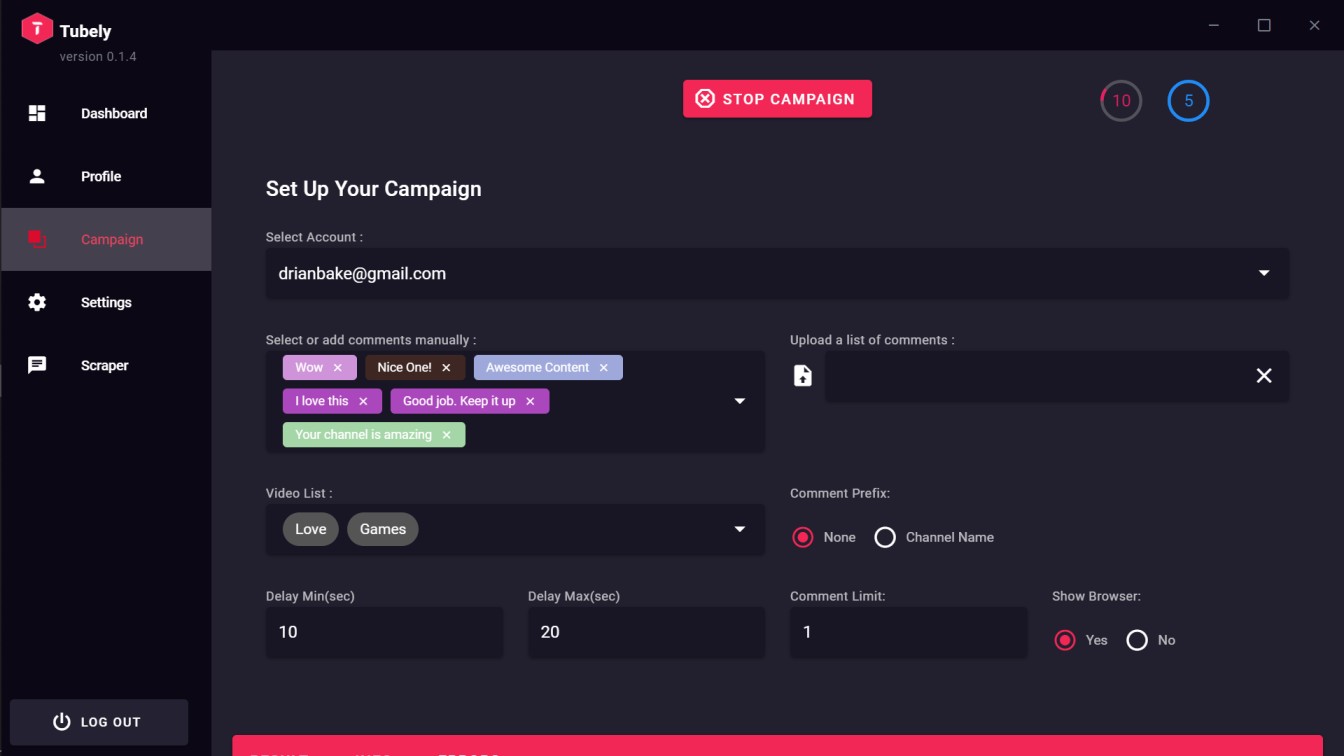 Tubely
version 0.1.4
Dashboard
Profile
Campaign
Settings
Scraper
LOG OUT
STOP CAMPAIGN
10
5
Set Up Your Campaign
Select Account :
drianbake@gmail.com
Select or add comments manually :
Wow
Nice One!
Awesome Content
I love this
Good job. Keep it up
Your channel is amazing
Upload a list of comments :
Video List :
Love
Games
Comment Prefix:
None
Channel Name
Delay Min(sec)
10
Delay Max(sec)
20
Comment Limit:
1
Show Browser:
Yes
No